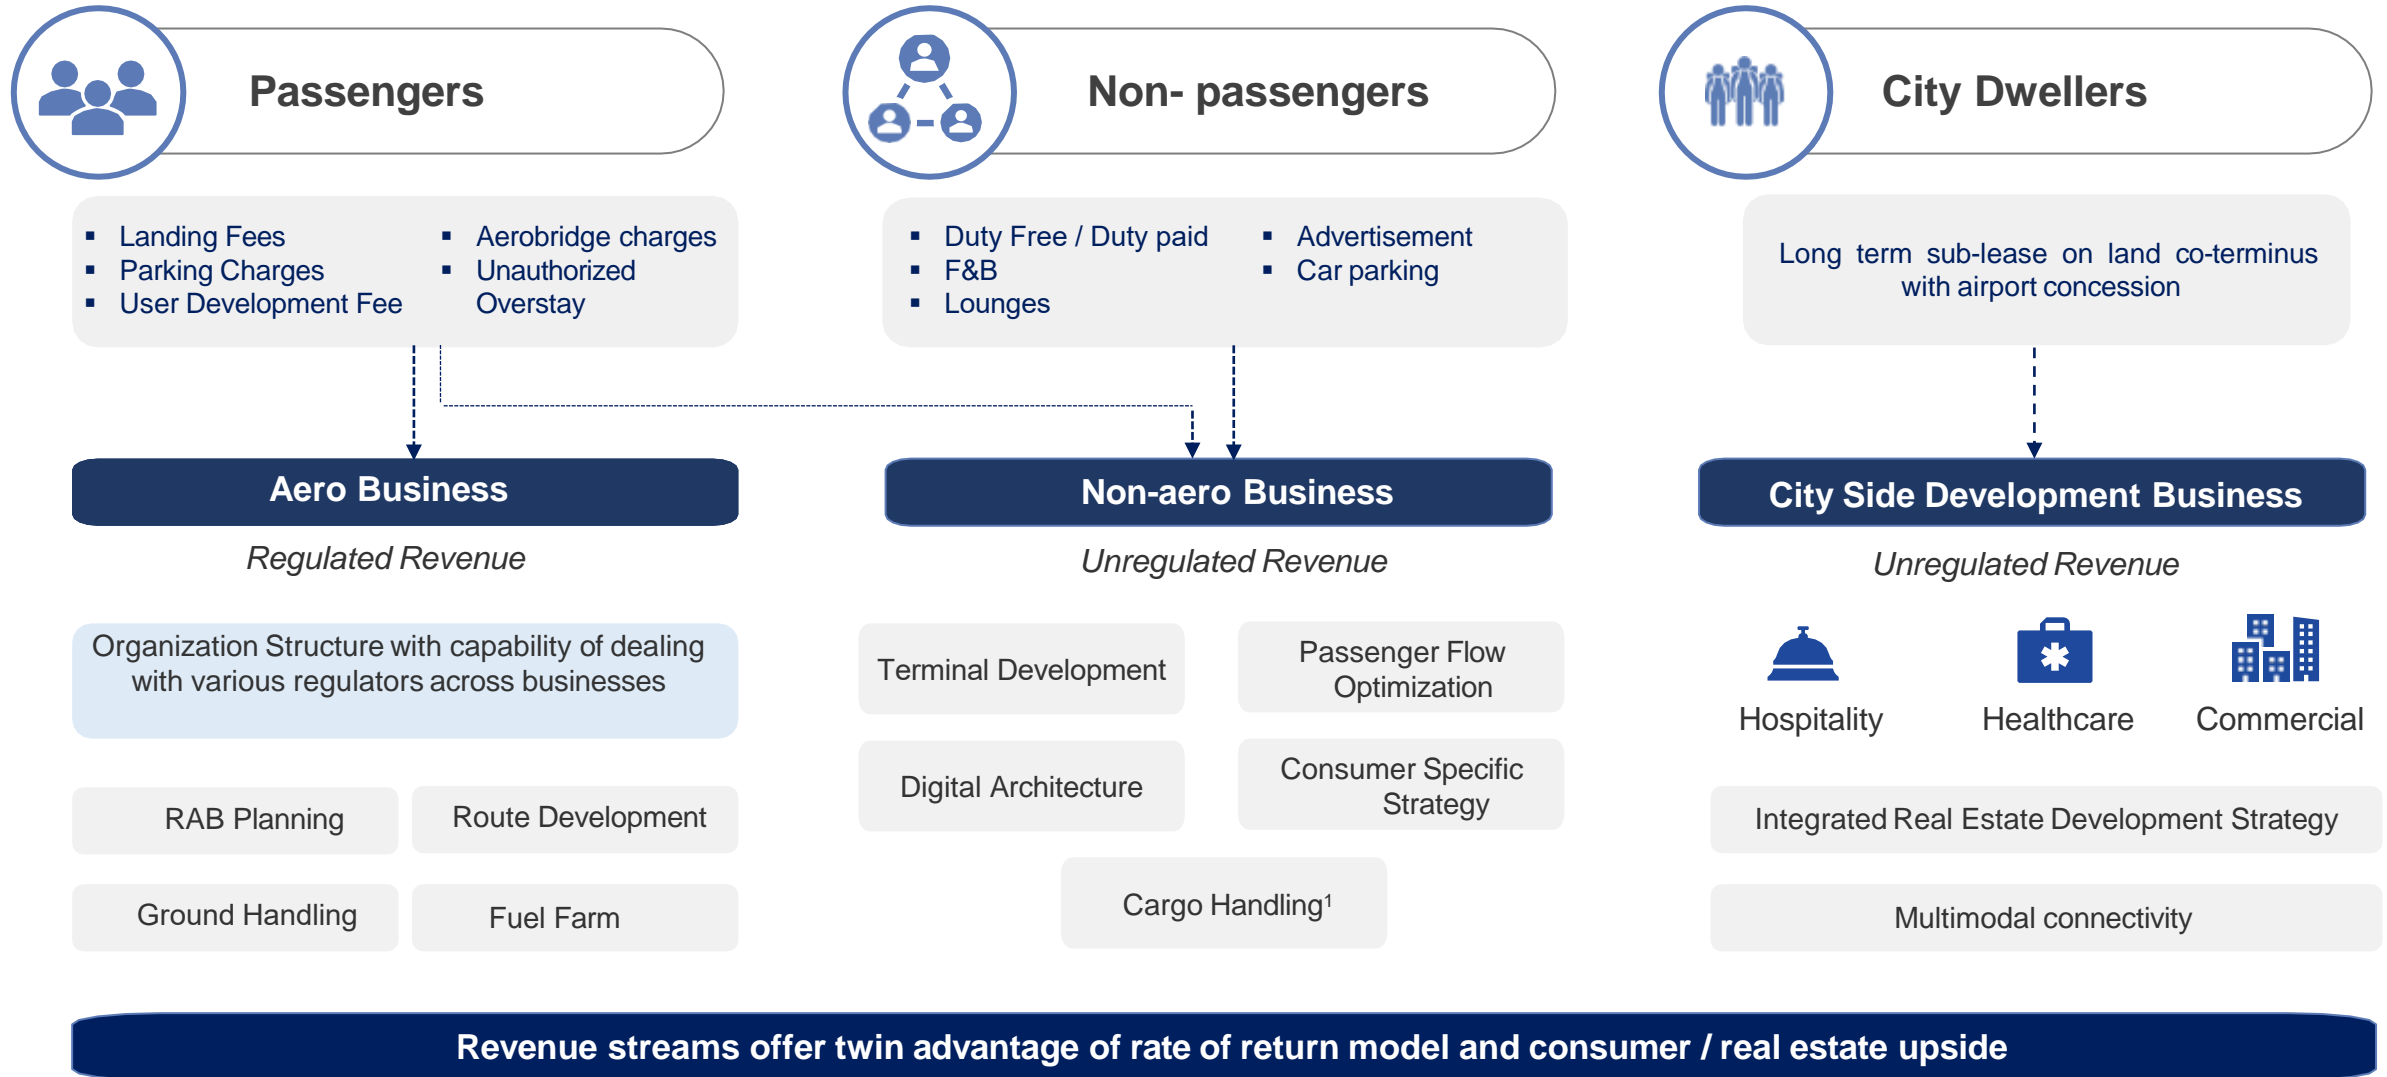 Passengers
Non- passengers
City Dwellers
▪ Landing Fees
▪ Parking Charges
▪ User Development Fee
▪ Aerobridge charges
▪ Unauthorized
Overstay
▪ Duty Free / Duty paid
▪ F&B
▪ Lounges
▪ Advertisement
▪ Car parking
Long term sub-lease on land co-terminus
with airport concession
Aero Business
Non-aero Business
City Side Development Business
Regulated Revenue
Unregulated Revenue
Unregulated Revenue
Organization Structure with capability of dealing
with various regulators across businesses
RAB Planning
Route Development
Ground Handling
Fuel Farm
Terminal Development
Passenger Flow
Optimization
Digital Architecture
Consumer Specific
Strategy
Cargo Handling¹
Hospitality
Healthcare
Commercial
Integrated Real Estate Development Strategy
Multimodal connectivity
Revenue streams offer twin advantage of rate of return model and consumer / real estate upside